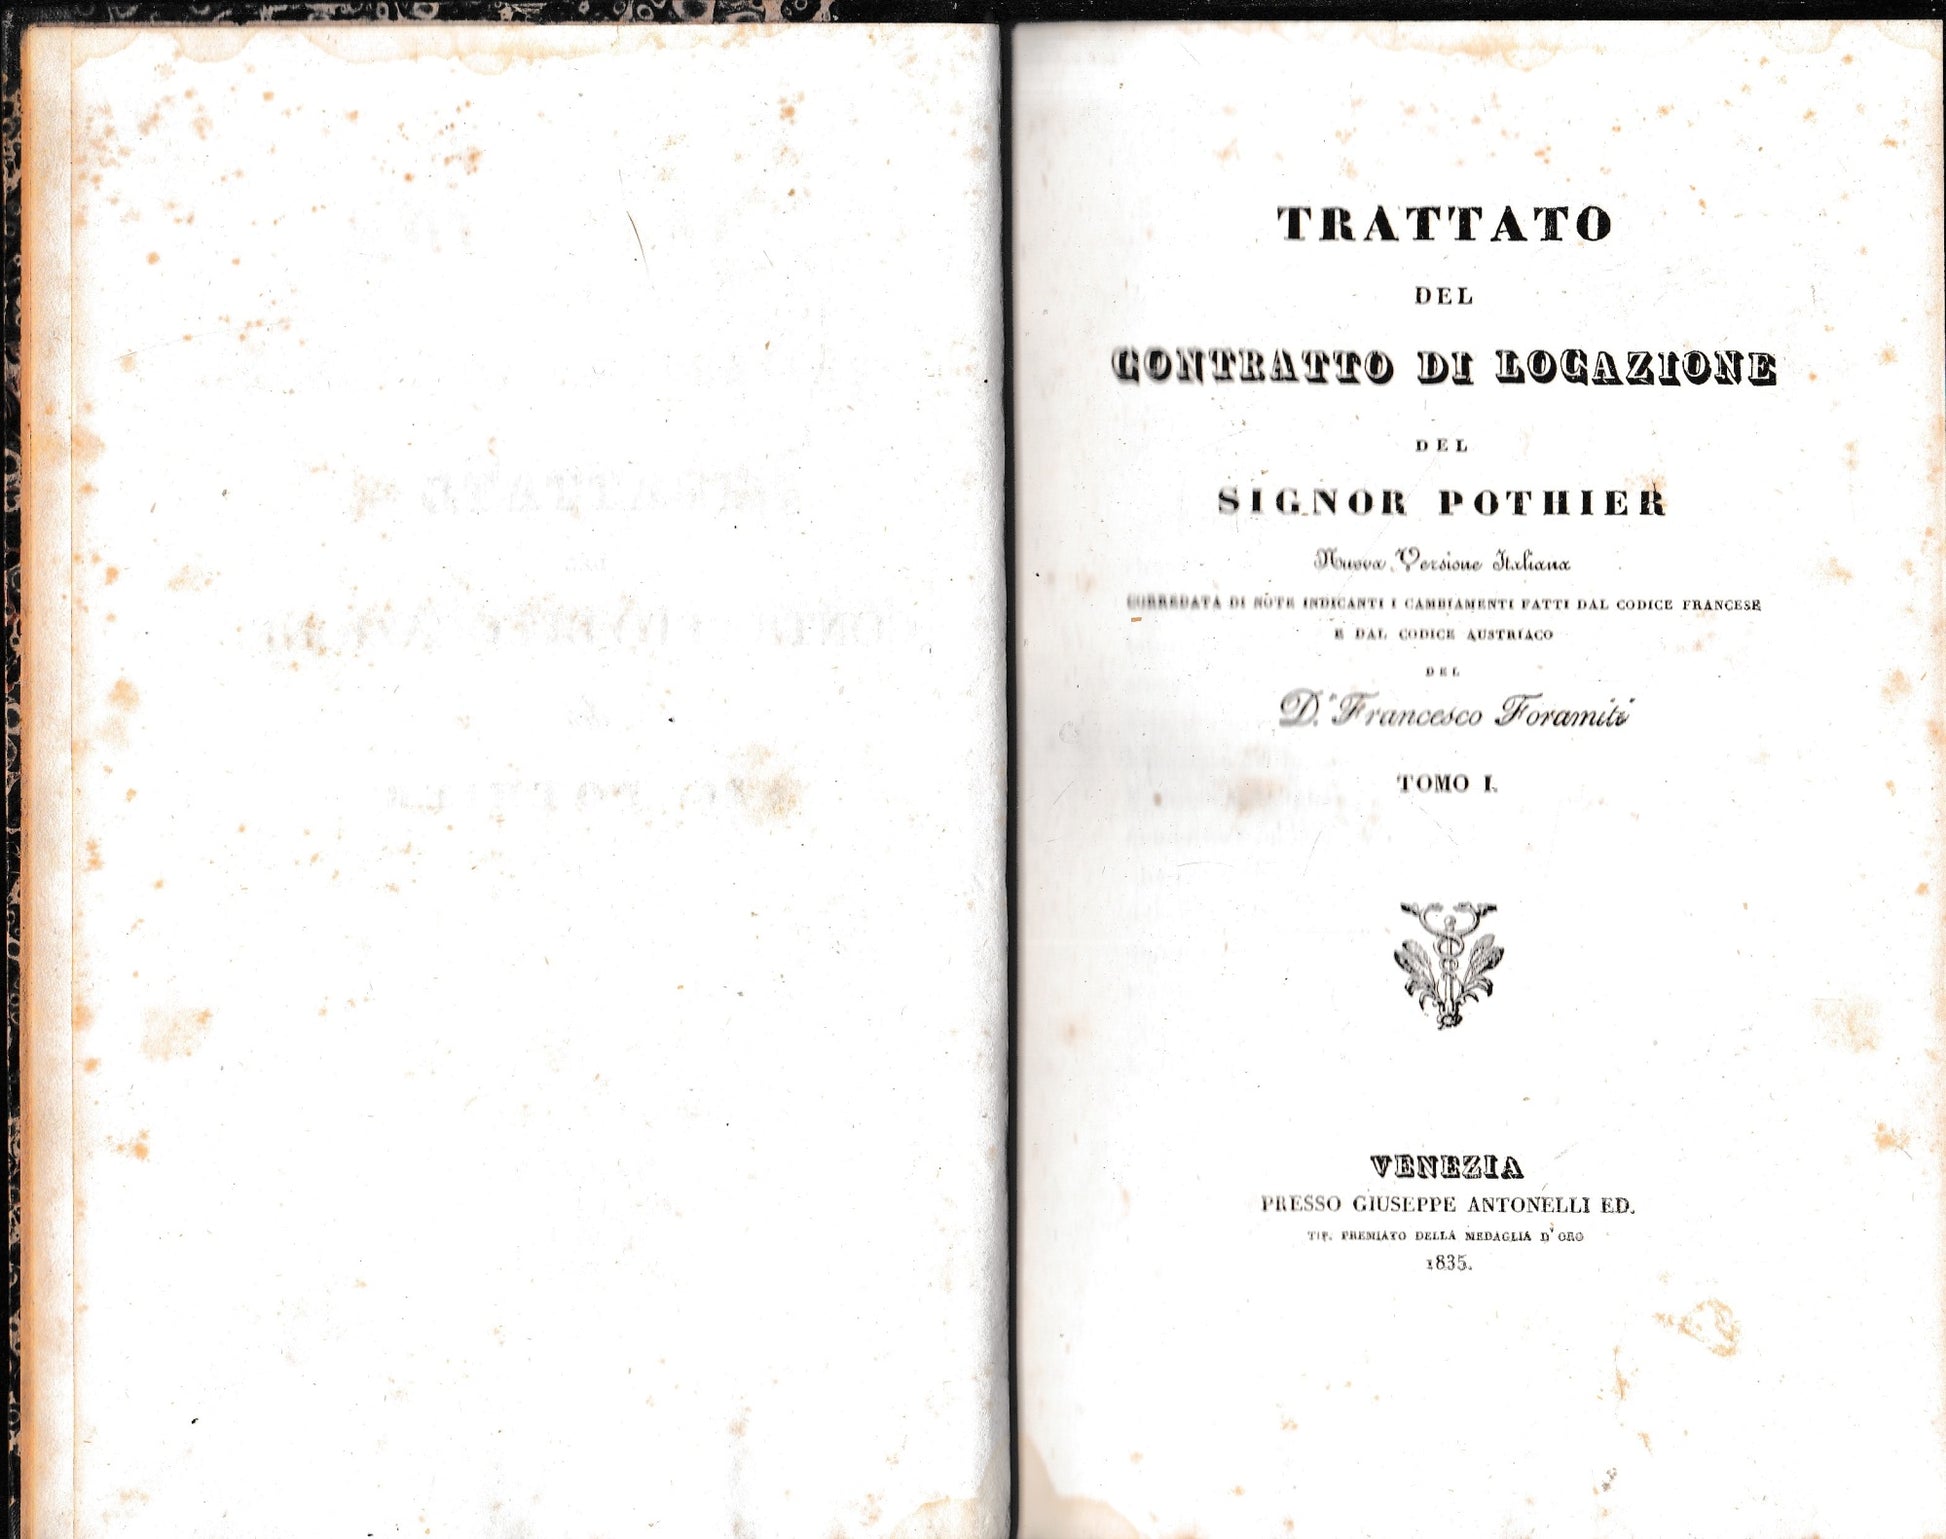 TRATTATO
DEL
CONTRATTO DI LOCAZIONE
DEL
SIGNOR POTHIER
Nuova Versione Italiana
CORREDATA DI NOTE INDICANTI I CAMBIAMENTI FATTI DAL CODICE FRANCESE
E DAL CODICE AUSTRIACO
DEL
D.r Francesco Foramiti
TOMO I.
VENEZIA
PRESSO GIUSEPPE ANTONELLI ED.
TIP. PREMIATO DELLA MEDAGLIA D'ORO
1835.